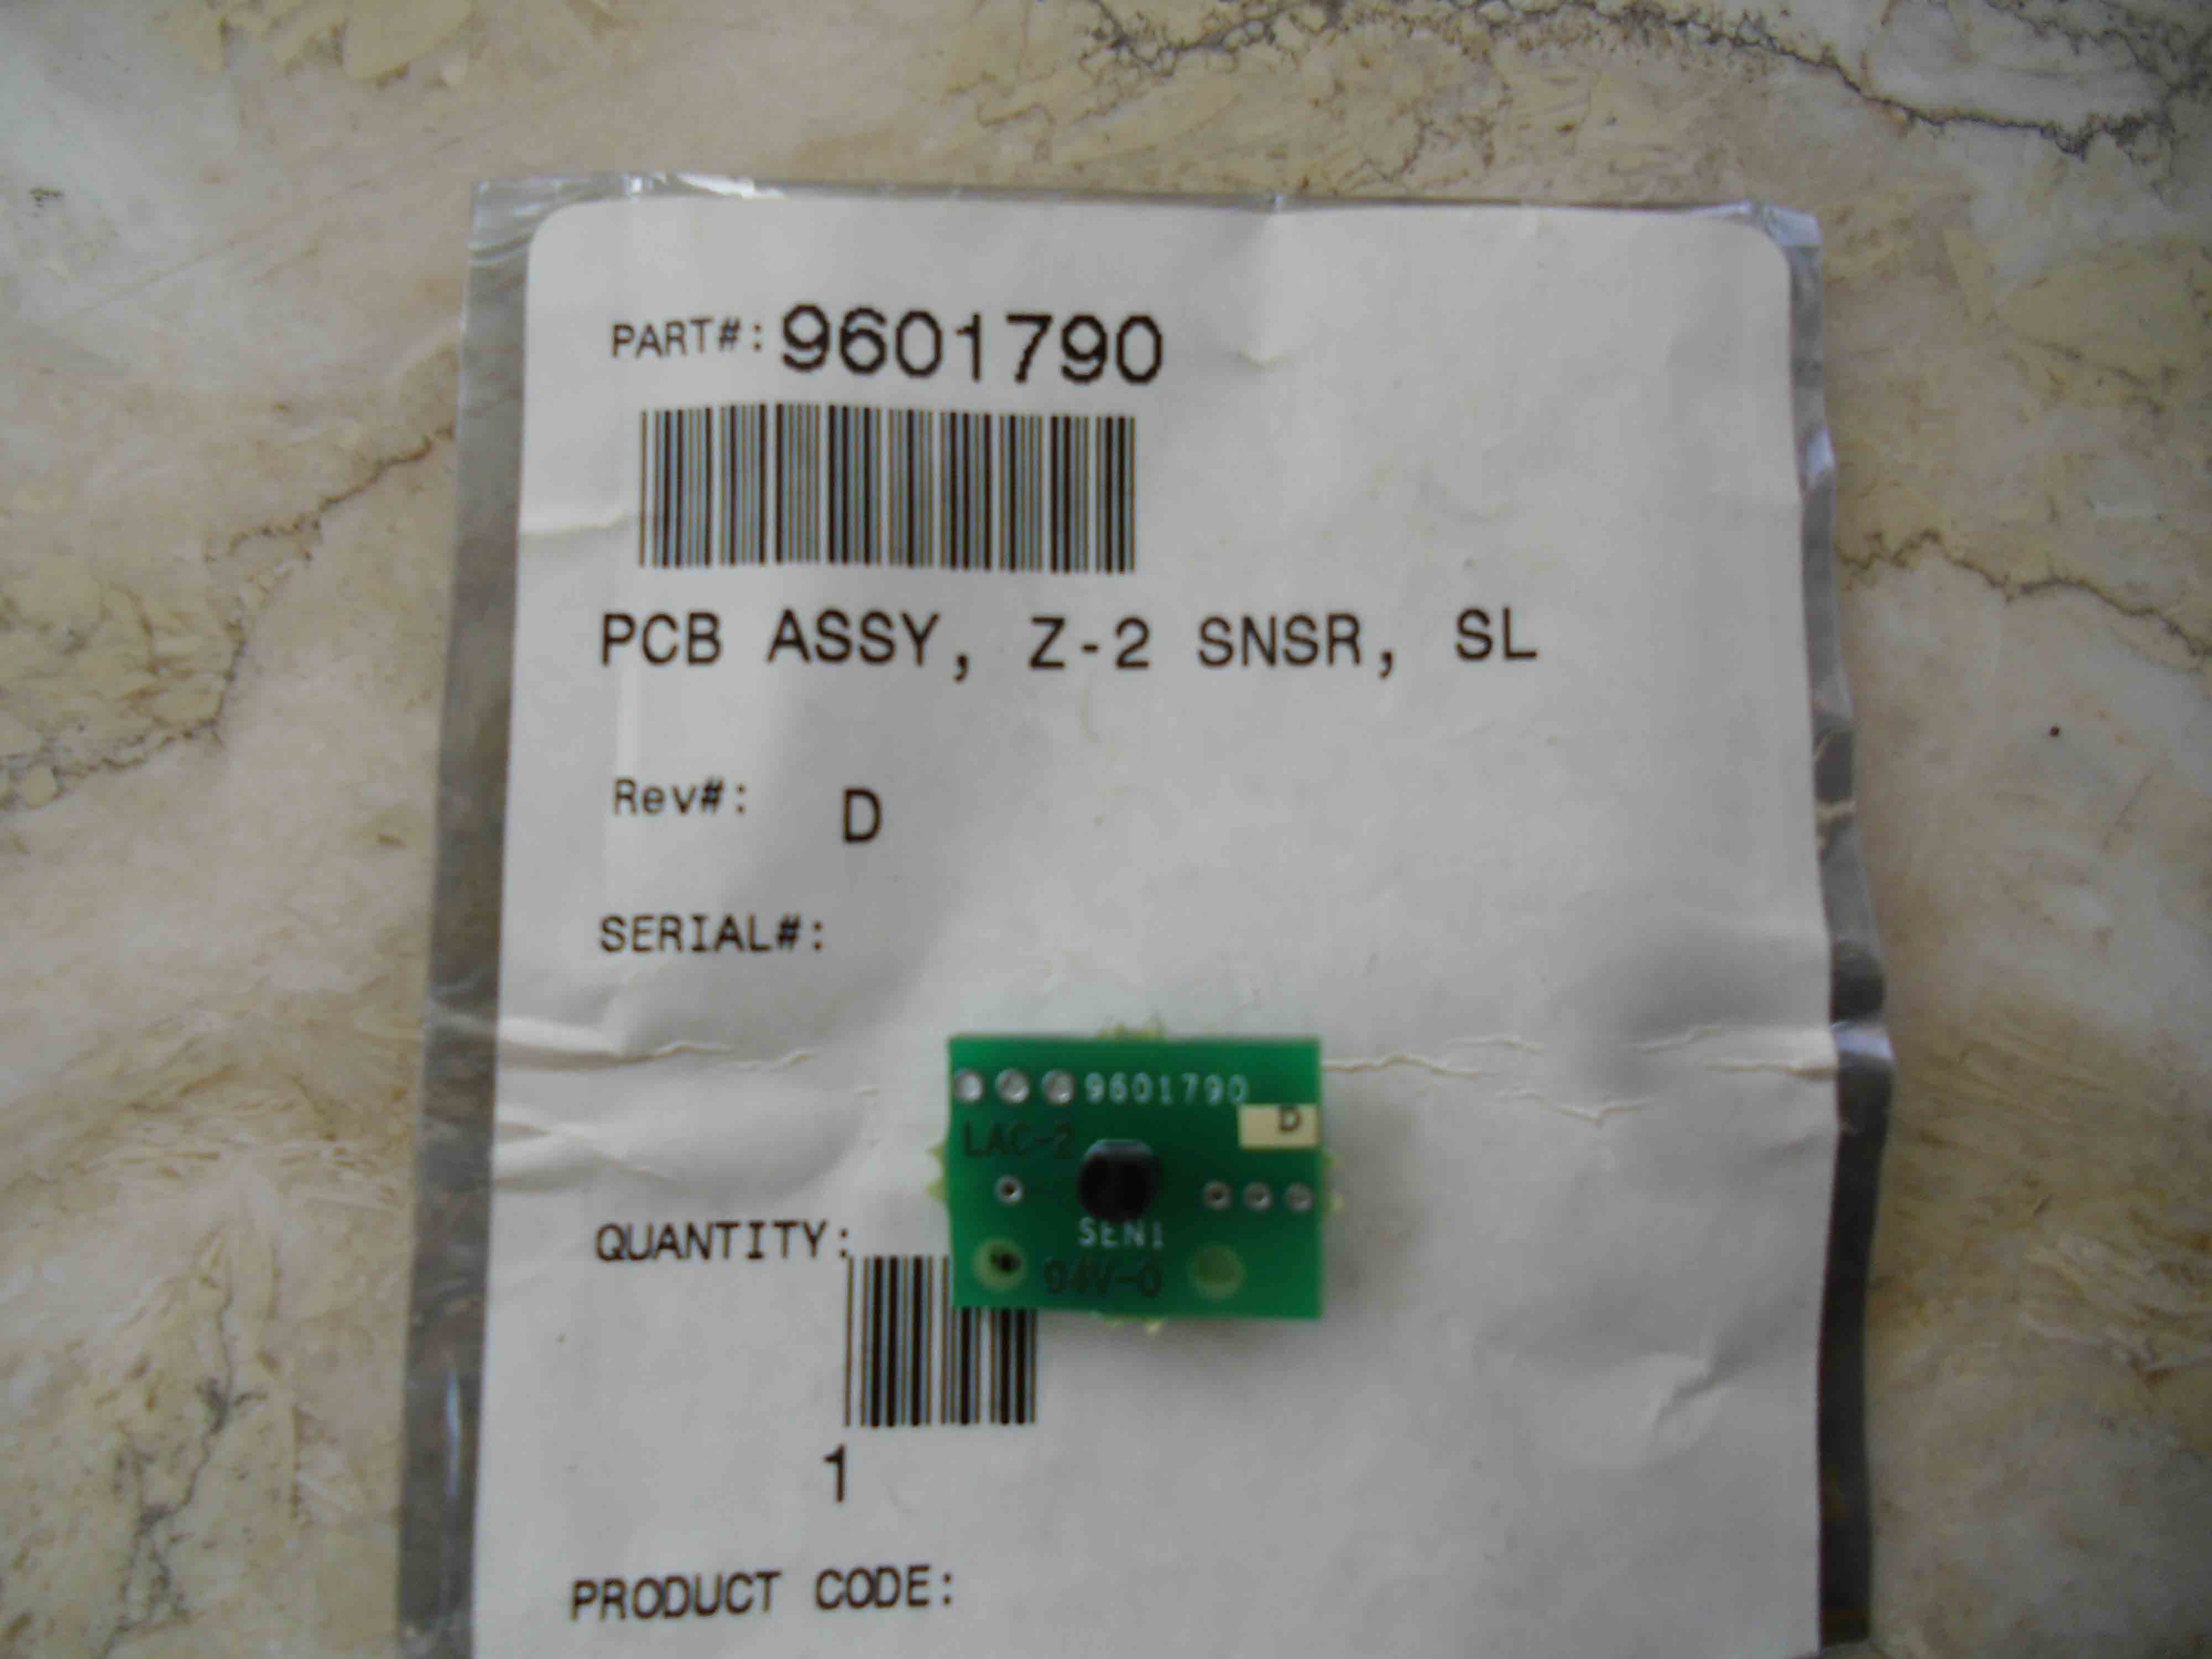 PART#: 9601790
PCB ASSY, Z-2 SNSR, SL
Rev#: D
SERIAL#:
9601790
D
LAC-2
SEN1
94V-0
QUANTITY:
1
PRODUCT CODE: